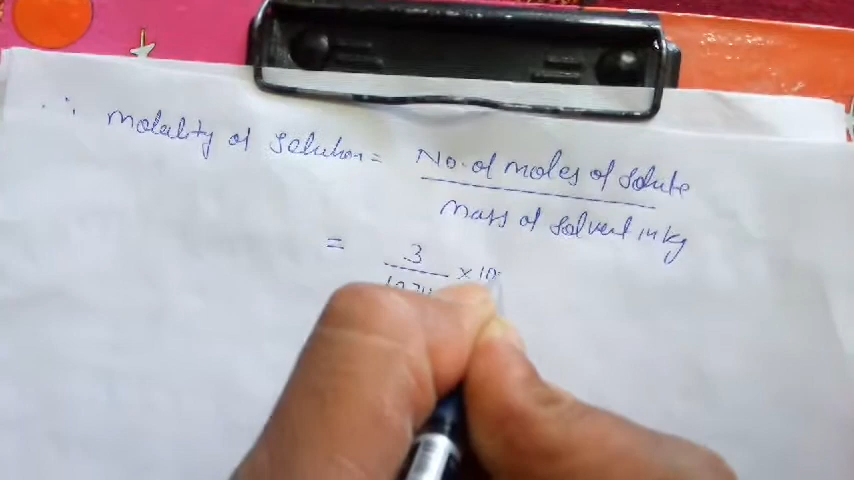 ∴ Molality of solution = No. of moles of solute
Mass of solvent in kg
= 3
× 10